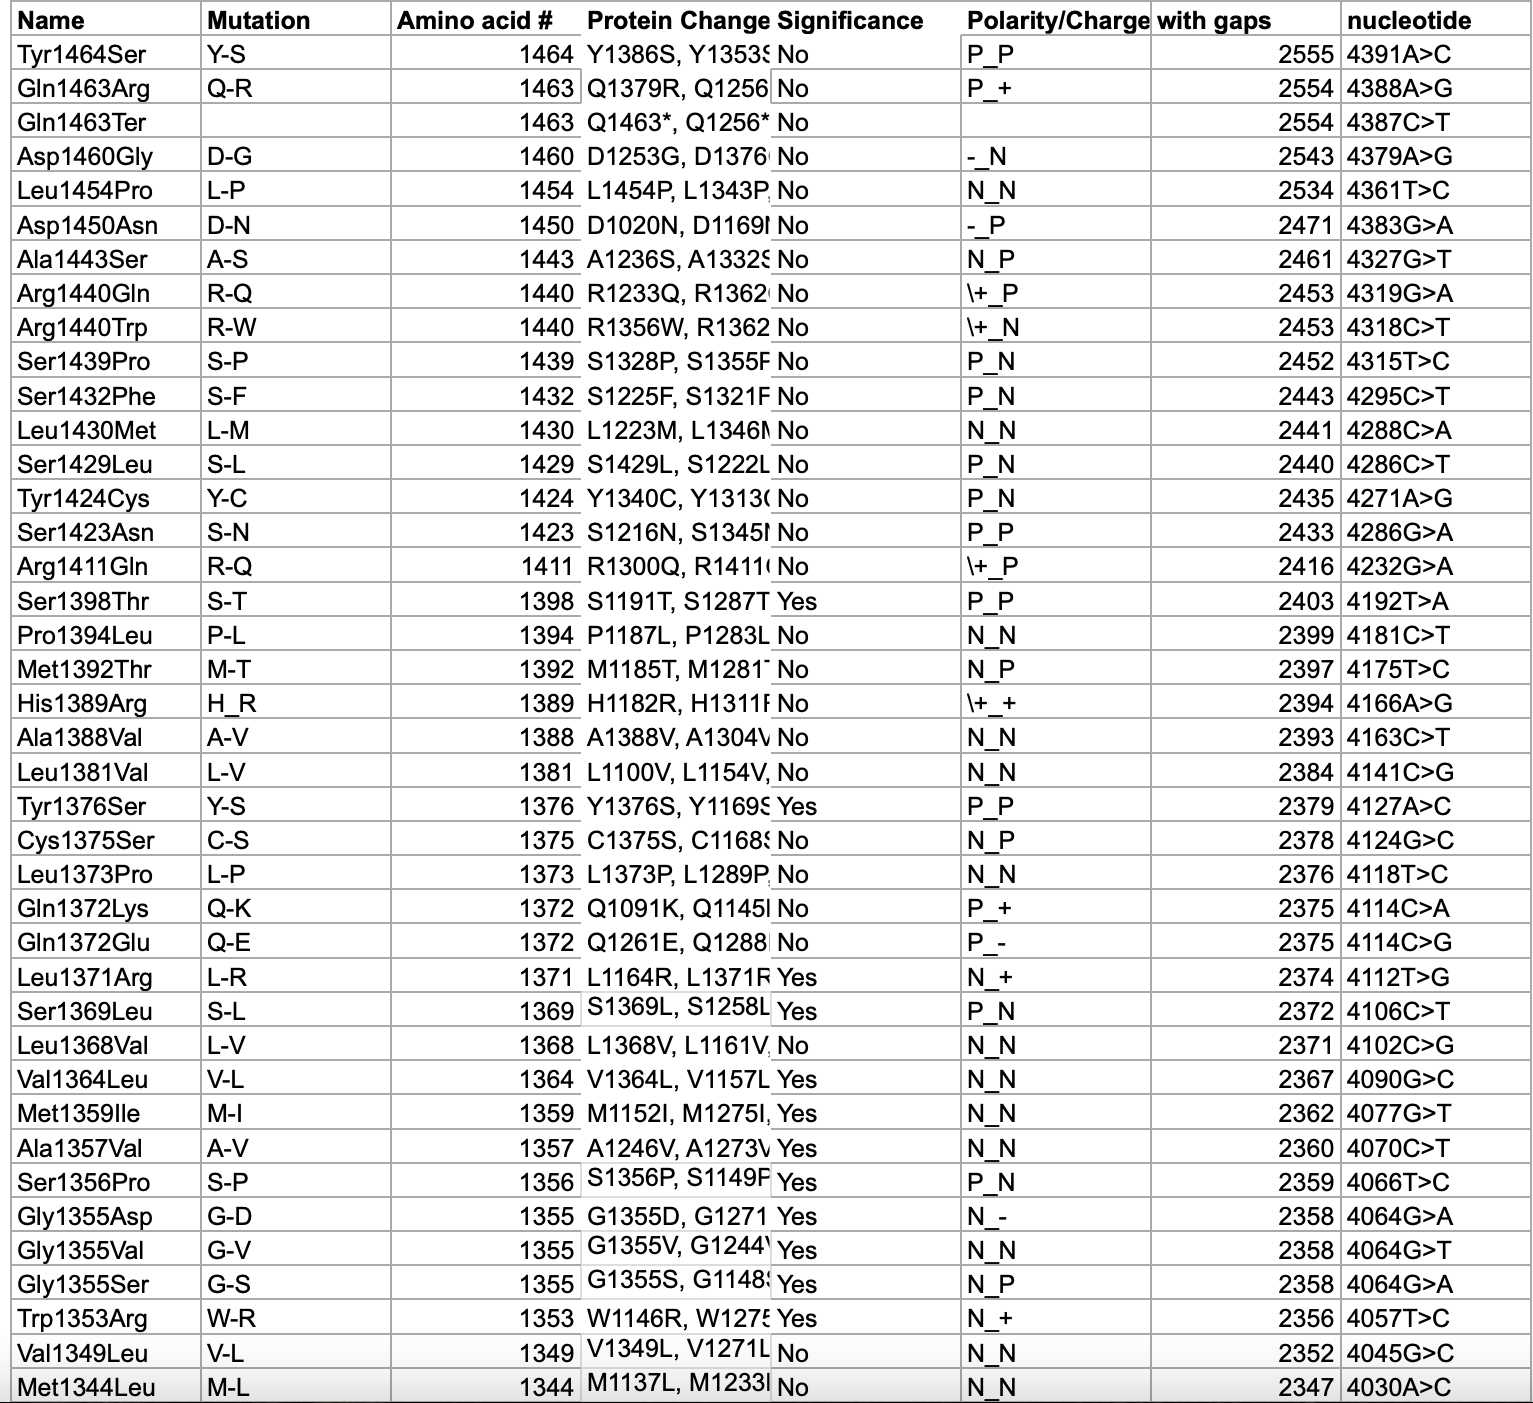 Name Mutation Amino acid # Protein Change Significance Polarity/Charge with gaps nucleotide
Tyr1464Ser Y-S 1464 Y1386S, Y1353S No P_P 2555 4391A>C
Gln1463Arg Q-R 1463 Q1379R, Q1256 No P_+ 2554 4388A>G
Gln1463Ter 1463 Q1463*, Q1256* No 2554 4387C>T
Asp1460Gly D-G 1460 D1253G, D1376 No -_N 2543 4379A>G
Leu1454Pro L-P 1454 L1454P, L1343P, No N_N 2534 4361T>C
Asp1450Asn D-N 1450 D1020N, D1169N No -_P 2471 4383G>A
Ala1443Ser A-S 1443 A1236S, A1332S No N_P 2461 4327G>T
Arg1440Gln R-Q 1440 R1233Q, R1362 No \+_P 2453 4319G>A
Arg1440Trp R-W 1440 R1356W, R1362 No \+_N 2453 4318C>T
Ser1439Pro S-P 1439 S1328P, S1355P No P_N 2452 4315T>C
Ser1432Phe S-F 1432 S1225F, S1321F No P_N 2443 4295C>T
Leu1430Met L-M 1430 L1223M, L1346M No N_N 2441 4288C>A
Ser1429Leu S-L 1429 S1429L, S1222L No P_N 2440 4286C>T
Tyr1424Cys Y-C 1424 Y1340C, Y1313C No P_N 2435 4271A>G
Ser1423Asn S-N 1423 S1216N, S1345N No P_P 2433 4286G>A
Arg1411Gln R-Q 1411 R1300Q, R1411 No \+_P 2416 4232G>A
Ser1398Thr S-T 1398 S1191T, S1287T Yes P_P 2403 4192T>A
Pro1394Leu P-L 1394 P1187L, P1283L No N_N 2399 4181C>T
Met1392Thr M-T 1392 M1185T, M1281T No N_P 2397 4175T>C
His1389Arg H_R 1389 H1182R, H1311R No \+_+ 2394 4166A>G
Ala1388Val A-V 1388 A1388V, A1304V No N_N 2393 4163C>T
Leu1381Val L-V 1381 L1100V, L1154V, No N_N 2384 4141C>G
Tyr1376Ser Y-S 1376 Y1376S, Y1169S Yes P_P 2379 4127A>C
Cys1375Ser C-S 1375 C1375S, C1168S No N_P 2378 4124G>C
Leu1373Pro L-P 1373 L1373P, L1289P, No N_N 2376 4118T>C
Gln1372Lys Q-K 1372 Q1091K, Q1145 No P_+ 2375 4114C>A
Gln1372Glu Q-E 1372 Q1261E, Q1288 No P_- 2375 4114C>G
Leu1371Arg L-R 1371 L1164R, L1371R Yes N_+ 2374 4112T>G
Ser1369Leu S-L 1369 S1369L, S1258L Yes P_N 2372 4106C>T
Leu1368Val L-V 1368 L1368V, L1161V, No N_N 2371 4102C>G
Val1364Leu V-L 1364 V1364L, V1157L Yes N_N 2367 4090G>C
Met1359Ile M-I 1359 M1152I, M1275I, Yes N_N 2362 4077G>T
Ala1357Val A-V 1357 A1246V, A1273V Yes N_N 2360 4070C>T
Ser1356Pro S-P 1356 S1356P, S1149P Yes P_N 2359 4066T>C
Gly1355Asp G-D 1355 G1355D, G1271 Yes N_- 2358 4064G>A
Gly1355Val G-V 1355 G1355V, G1244V Yes N_N 2358 4064G>T
Gly1355Ser G-S 1355 G1355S, G1148S Yes N_P 2358 4064G>A
Trp1353Arg W-R 1353 W1146R, W1275 Yes N_+ 2356 4057T>C
Val1349Leu V-L 1349 V1349L, V1271L No N_N 2352 4045G>C
Met1344Leu M-L 1344 M1137L, M1233 No N_N 2347 4030A>C